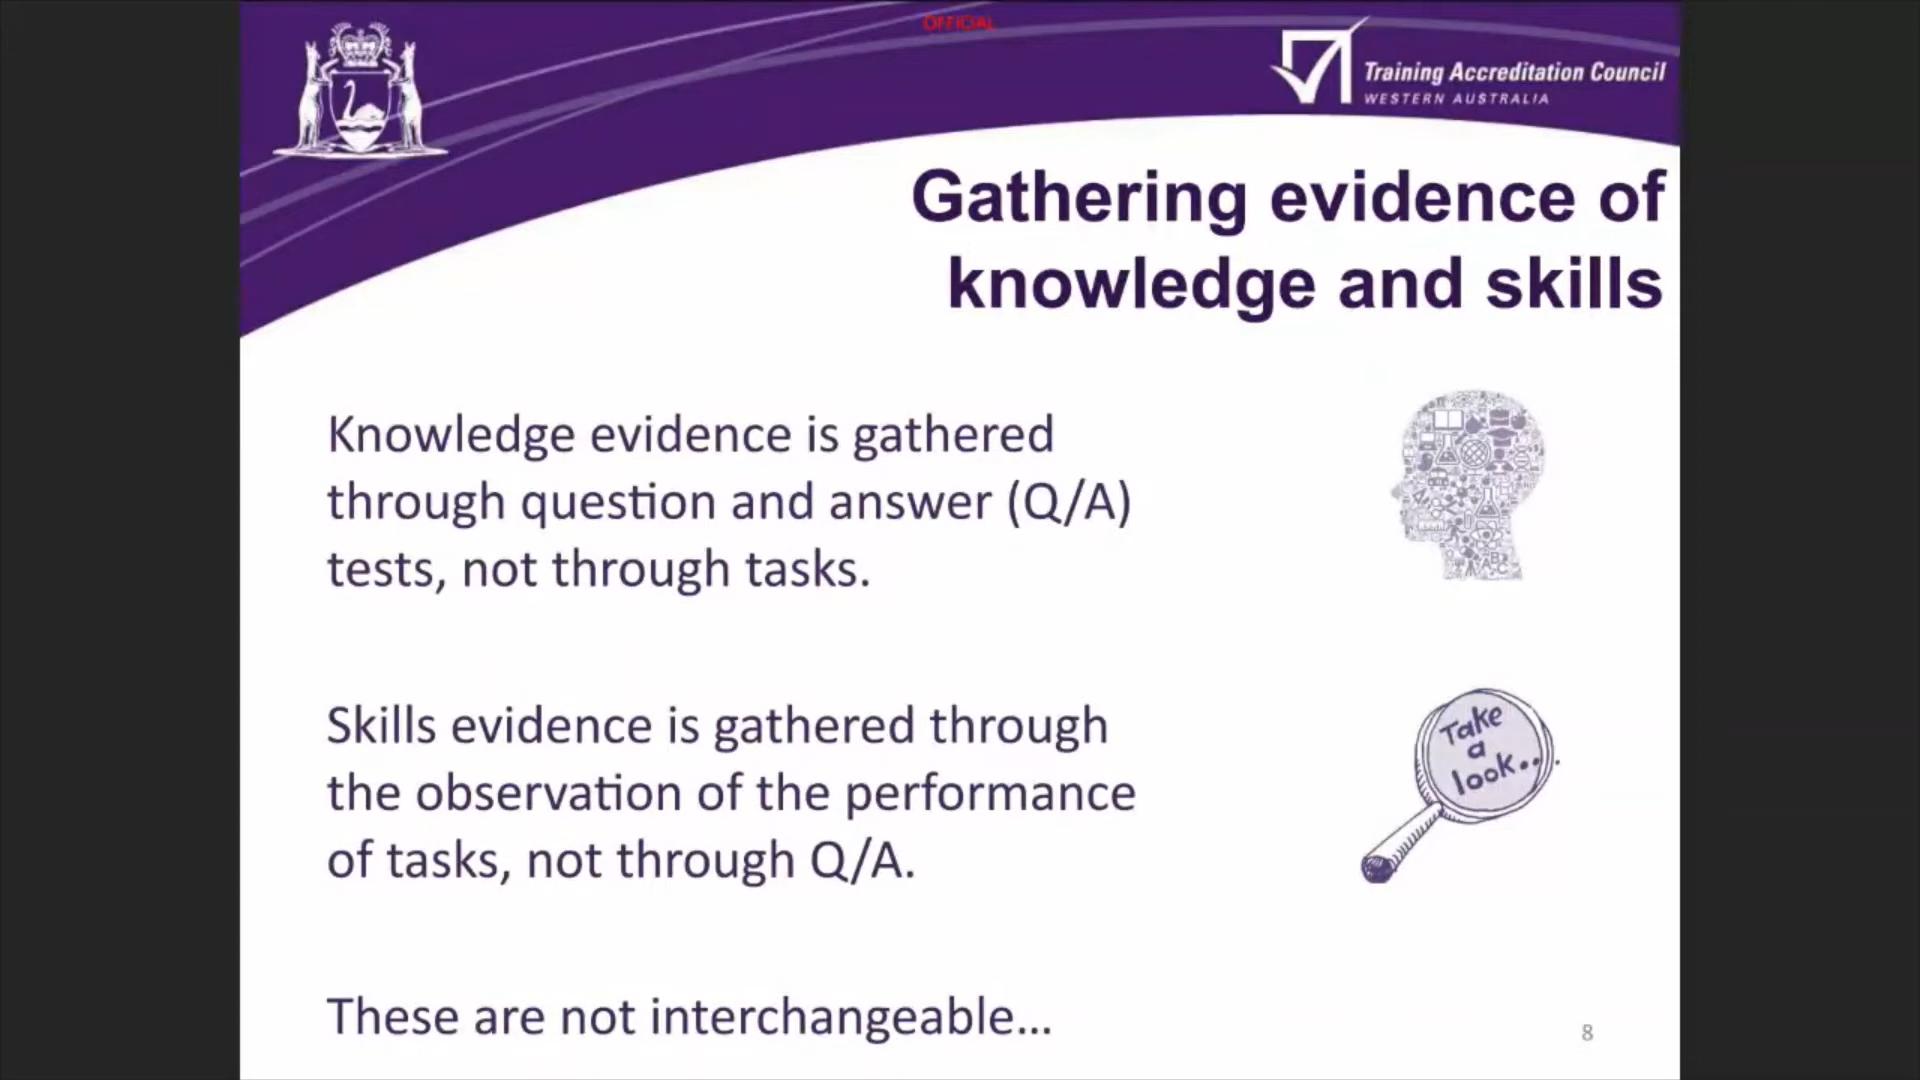 OFFICIAL
Training Accreditation Council
WESTERN AUSTRALIA
Gathering evidence of
knowledge and skills
Knowledge evidence is gathered
through question and answer (Q/A)
tests, not through tasks.
Skills evidence is gathered through
the observation of the performance
of tasks, not through Q/A.
Take
a
look...
These are not interchangeable...
8